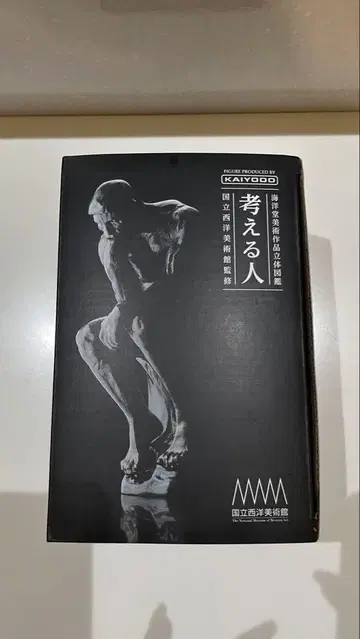 FIGURE PRODUCED BY
KAIYODO
海洋堂美術作品立体図鑑
考える人
国立西洋美術館監修
国立西洋美術館
The National Museum of Western Art